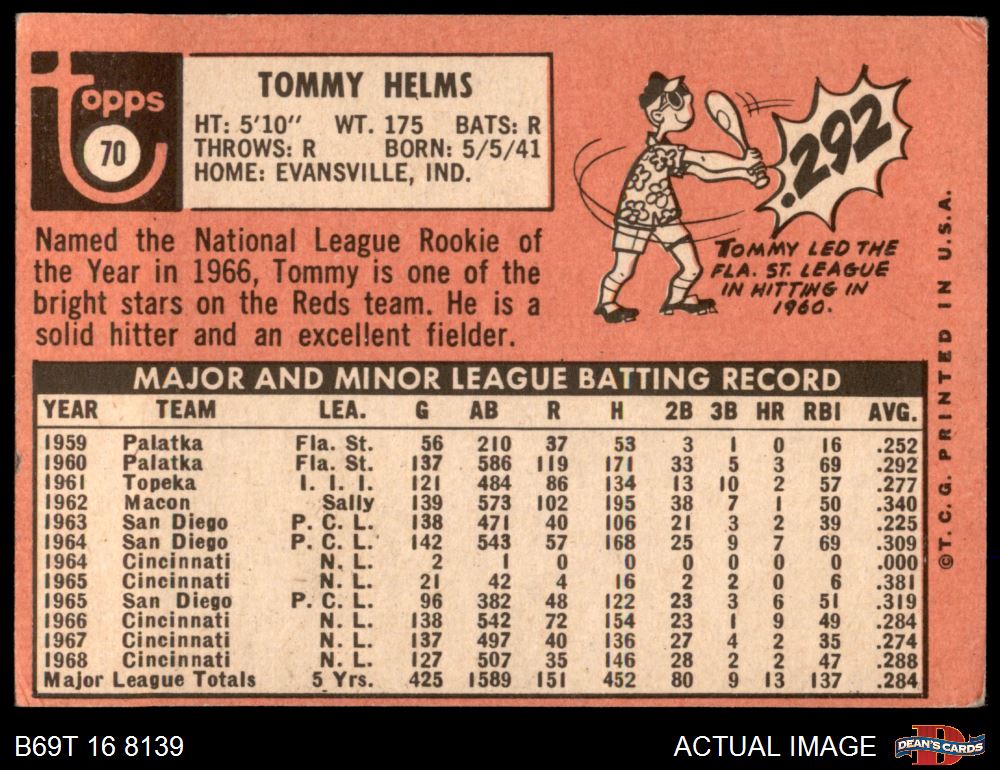 topps
70
TOMMY HELMS
HT: 5'10" WT. 175 BATS: R
THROWS: R BORN: 5/5/41
HOME: EVANSVILLE, IND.
Named the National League Rookie of
the Year in 1966, Tommy is one of the
bright stars on the Reds team. He is a
solid hitter and an excellent fielder.
.292
TOMMY LED THE
FLA. ST. LEAGUE
IN HITTING IN
1960.
MAJOR AND MINOR LEAGUE BATTING RECORD
YEAR TEAM LEA. G AB R H 2B 3B HR RBI AVG.
1959 Palatka Fla. St. 56 210 37 53 3 1 0 16 .252
1960 Palatka Fla. St. 137 586 119 171 33 5 3 69 .292
1961 Topeka I. I. I. 121 484 86 134 13 10 2 57 .277
1962 Macon Sally 139 573 102 195 38 7 1 50 .340
1963 San Diego P. C. L. 138 471 40 106 21 3 2 39 .225
1964 San Diego P. C. L. 142 543 57 168 25 9 7 69 .309
1964 Cincinnati N. L. 2 1 0 0 0 0 0 0 .000
1965 Cincinnati N. L. 21 42 4 16 2 2 0 6 .381
1965 San Diego P. C. L. 96 382 48 122 23 3 6 51 .319
1966 Cincinnati N. L. 138 542 72 154 23 1 9 49 .284
1967 Cincinnati N. L. 137 497 40 136 27 4 2 35 .274
1968 Cincinnati N. L. 127 507 35 146 28 2 2 47 .288
Major League Totals 5 Yrs. 425 1589 151 452 80 9 13 137 .284
©T. C. G. PRINTED IN U.S.A.
B69T 16 8139
ACTUAL IMAGE
D
DEAN'S CARDS